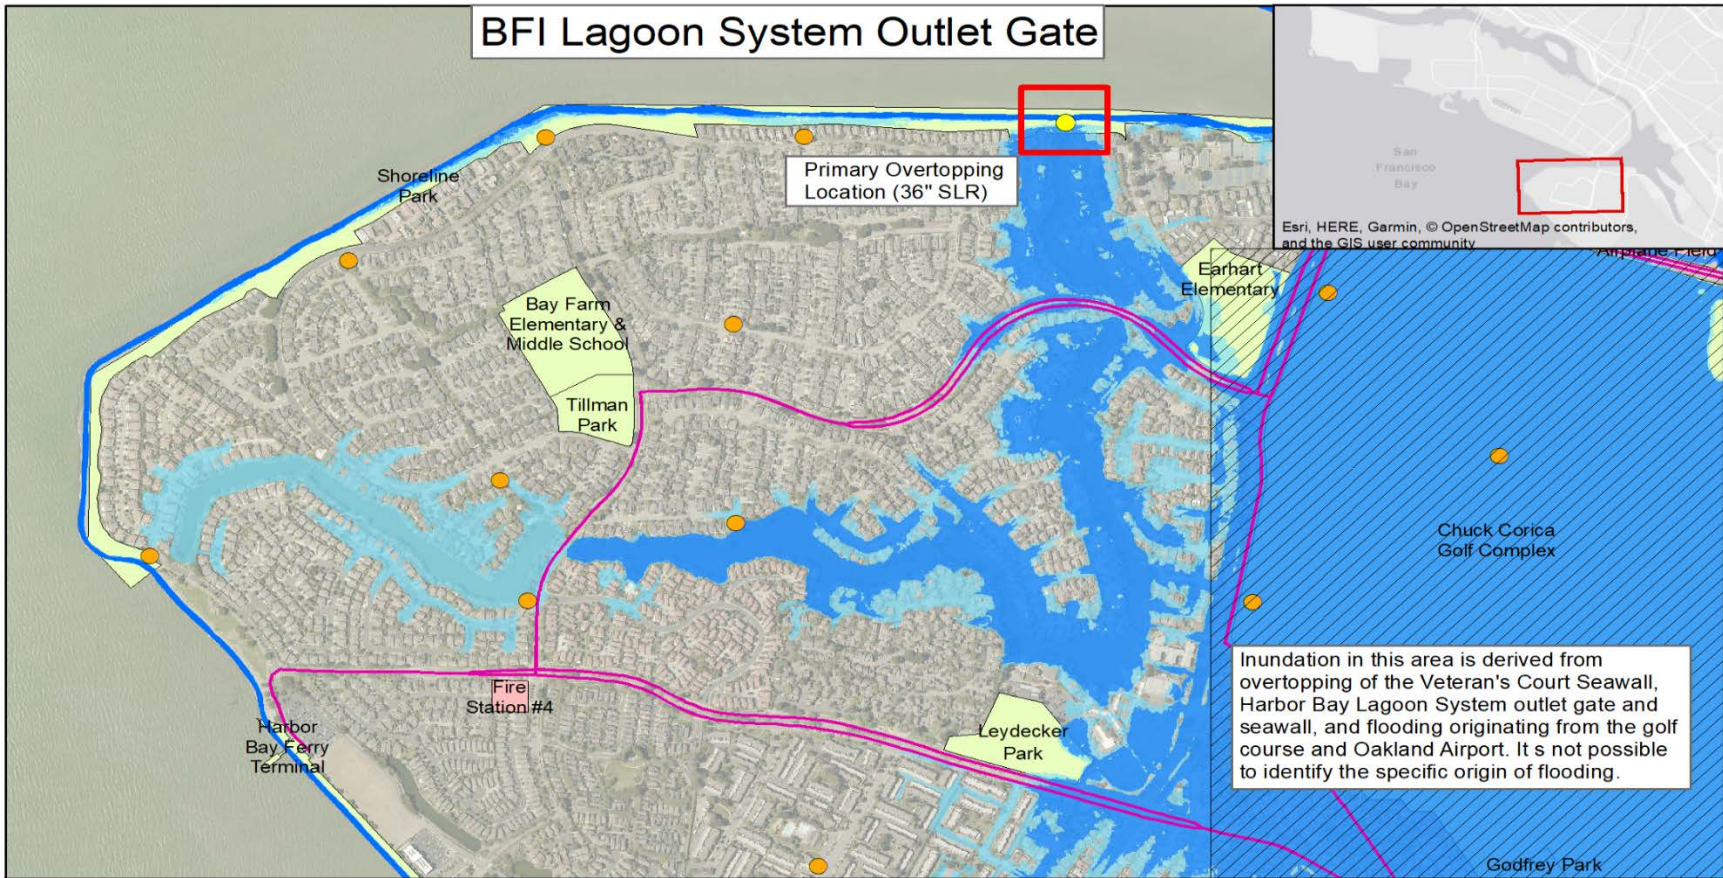 BFI Lagoon System Outlet Gate
San
Francisco
Bay
Esri, HERE, Garmin, © OpenStreetMap contributors,
and the GIS user community
Airplane Field
Primary Overtopping
Location (36" SLR)
Shoreline
Park
Earhart
Elementary
Bay Farm
Elementary &
Middle School
Tillman
Park
Chuck Corica
Golf Complex
Inundation in this area is derived from
overtopping of the Veteran's Court Seawall,
Harbor Bay Lagoon System outlet gate and
seawall, and flooding originating from the golf
course and Oakland Airport. It s not possible
to identify the specific origin of flooding.
Fire
Station #4
Harbor
Bay Ferry
Terminal
Leydecker
Park
Godfrey Park